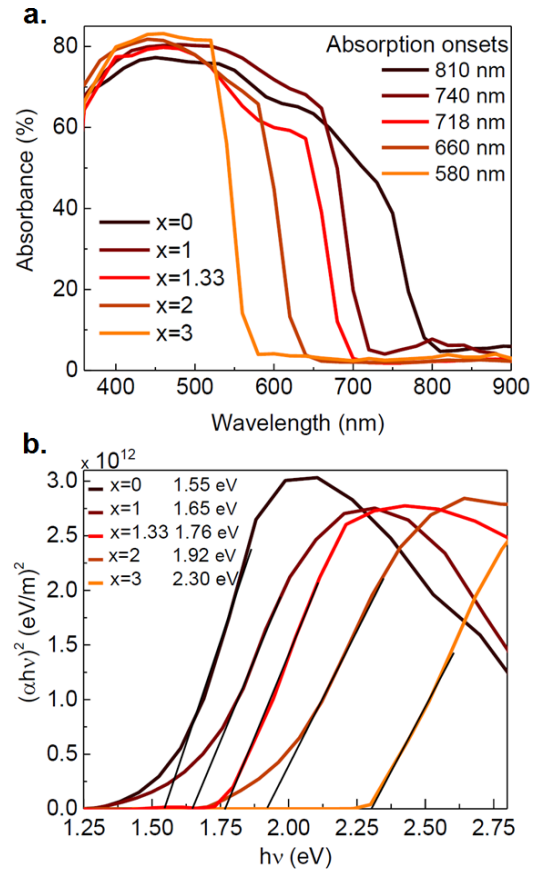 a.
Absorbance (%)
80
60
40
20
0
400 500 600 700 800 900
Wavelength (nm)
Absorption onsets
810 nm
740 nm
718 nm
660 nm
580 nm
x=0
x=1
x=1.33
x=2
x=3
b.
x 10¹²
(αhν)² (eV/m)²
3.0
2.5
2.0
1.5
1.0
0.5
0.0
1.25 1.50 1.75 2.00 2.25 2.50 2.75
hν (eV)
x=0 1.55 eV
x=1 1.65 eV
x=1.33 1.76 eV
x=2 1.92 eV
x=3 2.30 eV